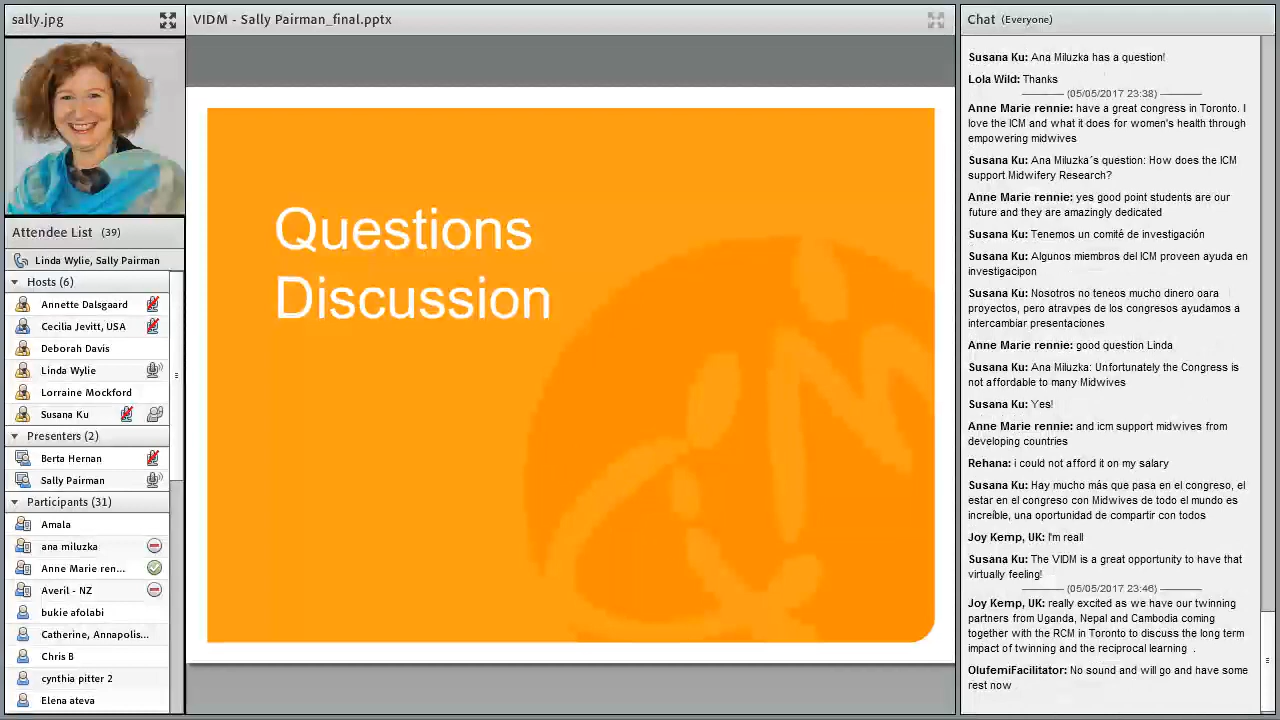 sally.jpg
VIDM - Sally Pairman_final.pptx
Chat (Everyone)
Attendee List (39)
Linda Wylie, Sally Pairman
Hosts (6)
Annette Dalsgaard
Cecilia Jevitt, USA
Deborah Davis
Linda Wylie
Lorraine Mockford
Susana Ku
Presenters (2)
Berta Hernan
Sally Pairman
Participants (31)
Amala
ana miluzka
Anne Marie ren...
Averil - NZ
bukie afolabi
Catherine, Annapolis...
Chris B
cynthia pitter 2
Elena ateva
Questions
Discussion
Susana Ku: Ana Miluzka has a question!
Lola Wild: Thanks
(05/05/2017 23:38)
Anne Marie rennie: have a great congress in Toronto. I
love the ICM and what it does for women's health through
empowering midwives
Susana Ku: Ana Miluzka´s question: How does the ICM
support Midwifery Research?
Anne Marie rennie: yes good point students are our
future and they are amazingly dedicated
Susana Ku: Tenemos un comité de investigación
Susana Ku: Algunos miembros del ICM proveen ayuda en
investigacipon
Susana Ku: Nosotros no teneos mucho dinero oara
proyectos, pero atravpes de los congresos ayudamos a
intercambiar presentaciones
Anne Marie rennie: good question Linda
Susana Ku: Ana Miluzka: Unfortunately the Congress is
not affordable to many Midwives
Susana Ku: Yes!
Anne Marie rennie: and icm support midwives from
developing countries
Rehana: i could not afford it on my salary
Susana Ku: Hay mucho más que pasa en el congreso, el
estar en el congreso con Midwives de todo el mundo es
increíble, una oportunidad de compartir con todos
Joy Kemp, UK: I'm reall
Susana Ku: The VIDM is a great opportunity to have that
virtually feeling!
(05/05/2017 23:46)
Joy Kemp, UK: really excited as we have our twinning
partners from Uganda, Nepal and Cambodia coming
together with the RCM in Toronto to discuss the long term
impact of twinning and the reciprocal learning .
OlufemiFacilitator: No sound and will go and have some
rest now